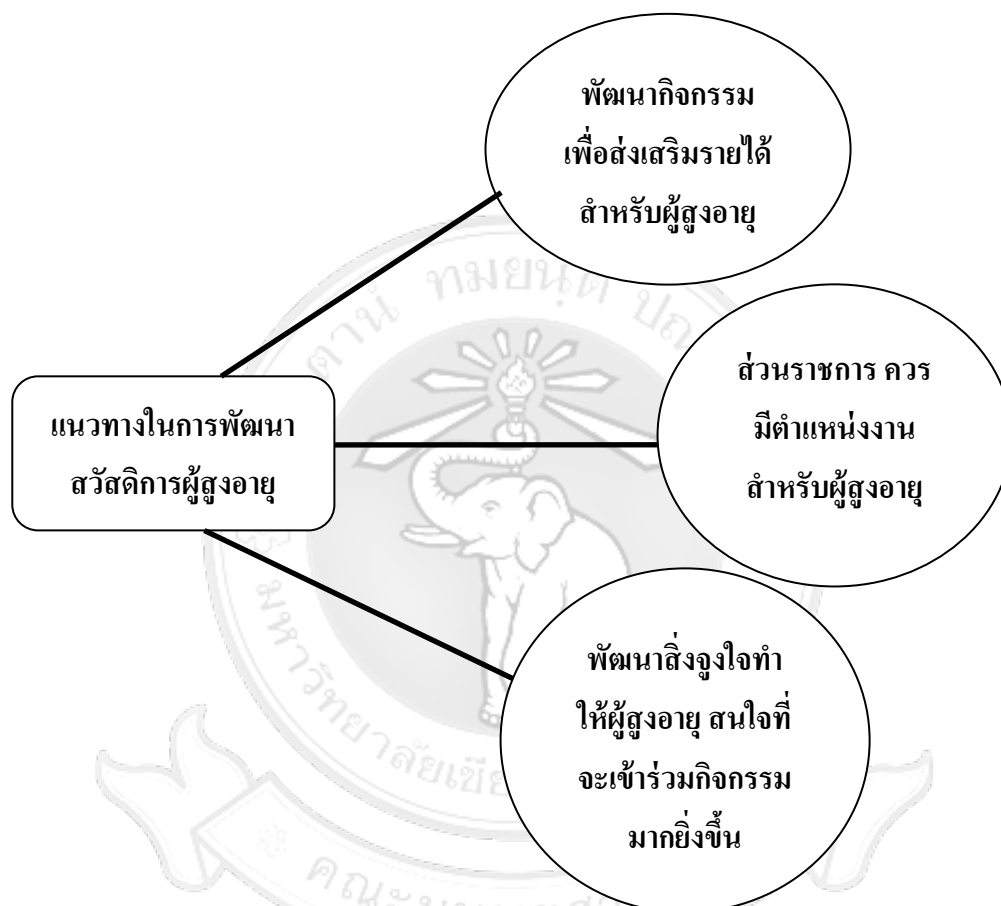 พัฒนากิจกรรม
เพื่อส่งเสริมรายได้
สำหรับผู้สูงอายุ
ส่วนราชการ ควร
มีตำแหน่งงาน
สำหรับผู้สูงอายุ
แนวทางในการพัฒนา
สวัสดิการผู้สูงอายุ
พัฒนาสิ่งจูงใจทำ
ให้ผู้สูงอายุ สนใจที่
จะเข้าร่วมกิจกรรม
มากยิ่งขึ้น
ทมยนฺติ